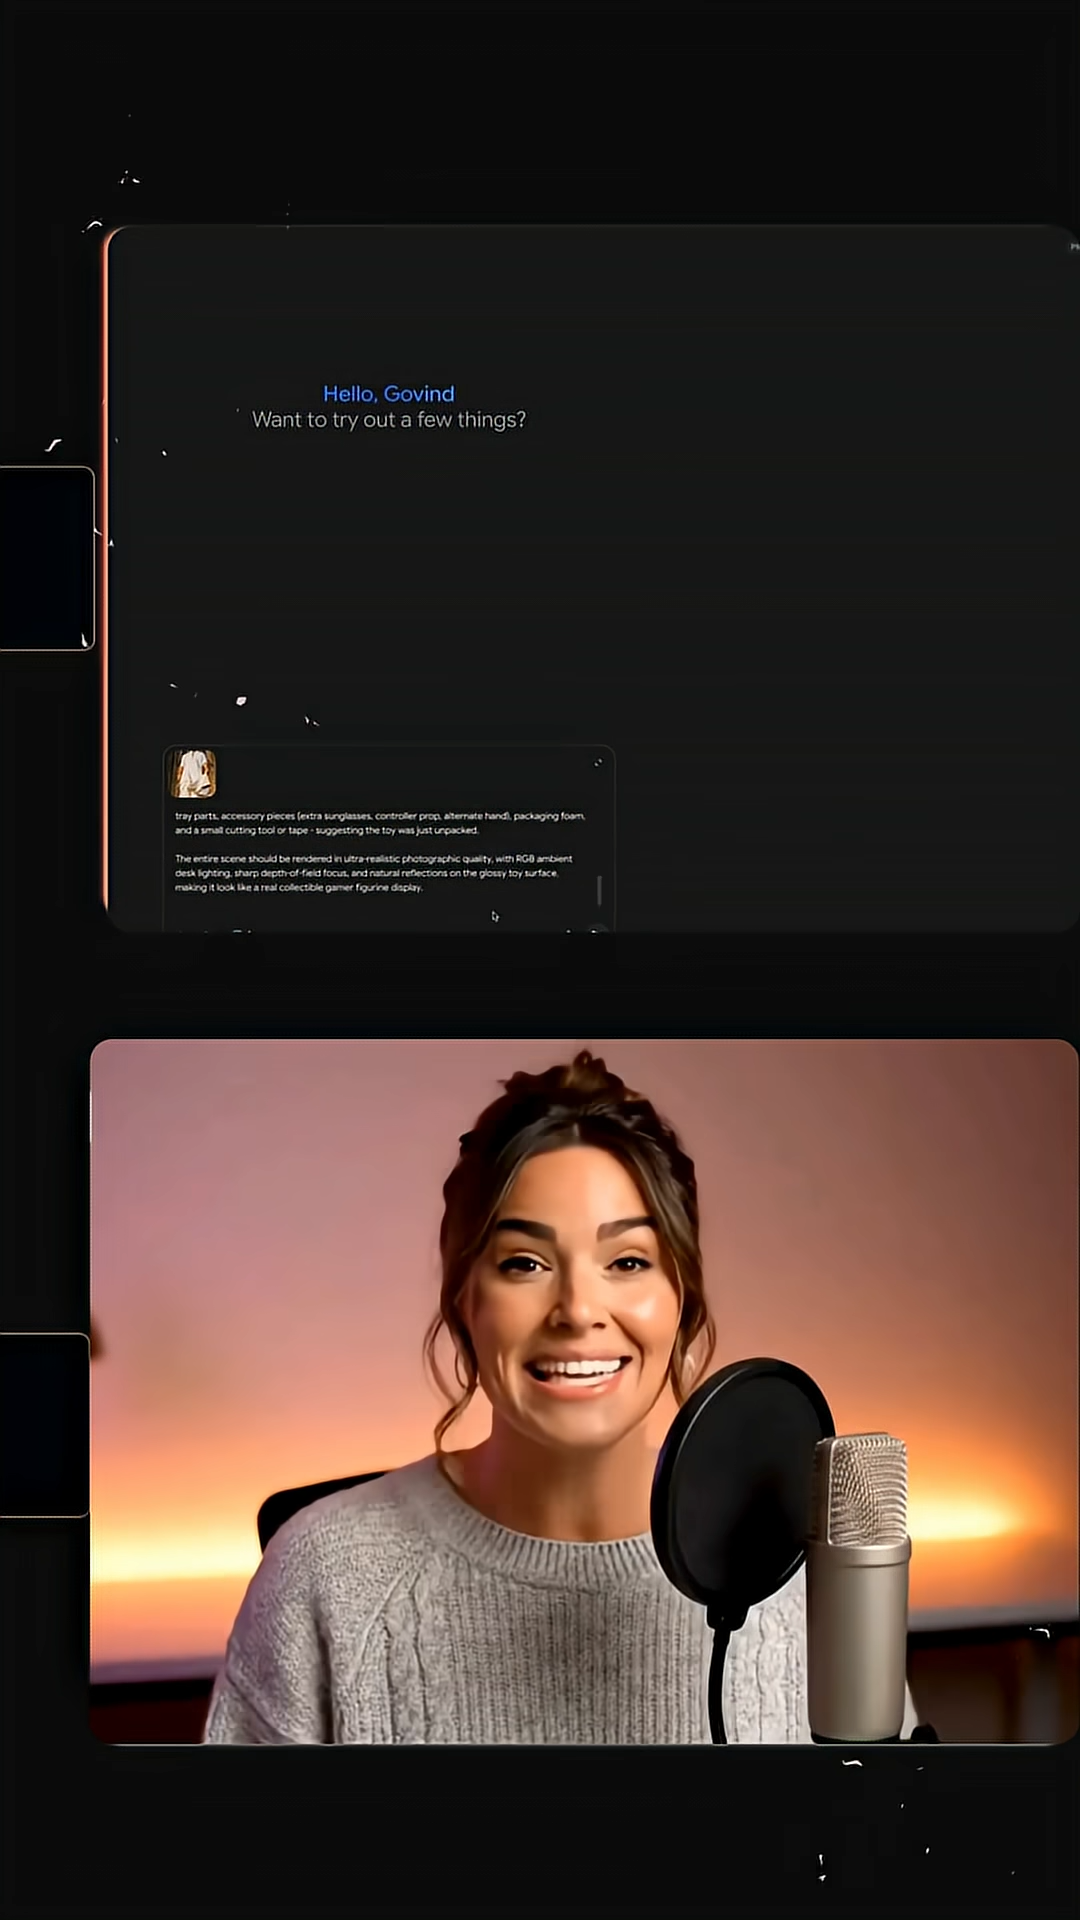 Hello, Govind
Want to try out a few things?
tray parts, accessory pieces (extra sunglasses, controller prop, alternate hand), packaging foam,
and a small cutting tool or tape - suggesting the toy was just unpacked.
The entire scene should be rendered in ultra-realistic photographic quality, with RGB ambient
desk lighting, sharp depth-of-field focus, and natural reflections on the glossy toy surface,
making it look like a real collectible gamer figurine display.